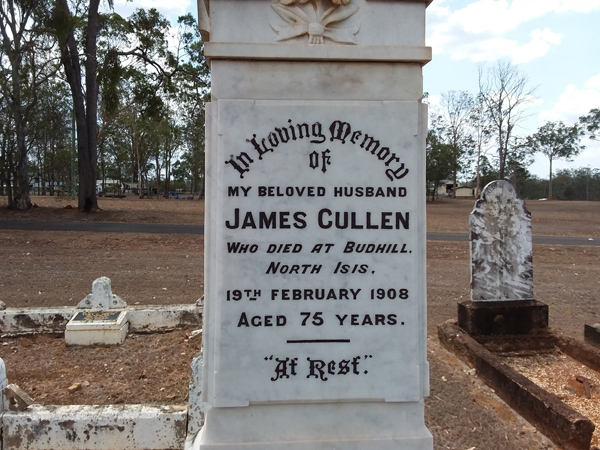 In Loving Memory
of
MY BELOVED HUSBAND
JAMES CULLEN
WHO DIED AT BUDHILL.
NORTH ISIS.
19TH FEBRUARY 1908
AGED 75 YEARS.
"At Rest."